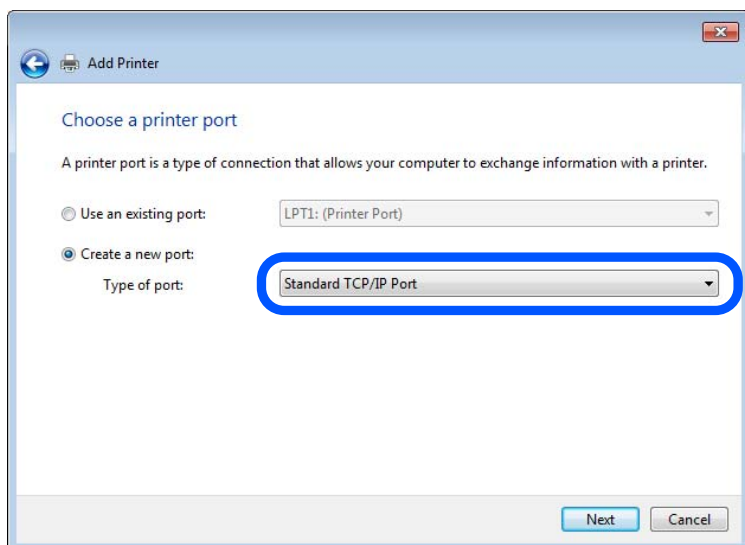 Add Printer
Choose a printer port
A printer port is a type of connection that allows your computer to exchange information with a printer.
Use an existing port: LPT1: (Printer Port)
Create a new port:
Type of port: Standard TCP/IP Port
Next Cancel